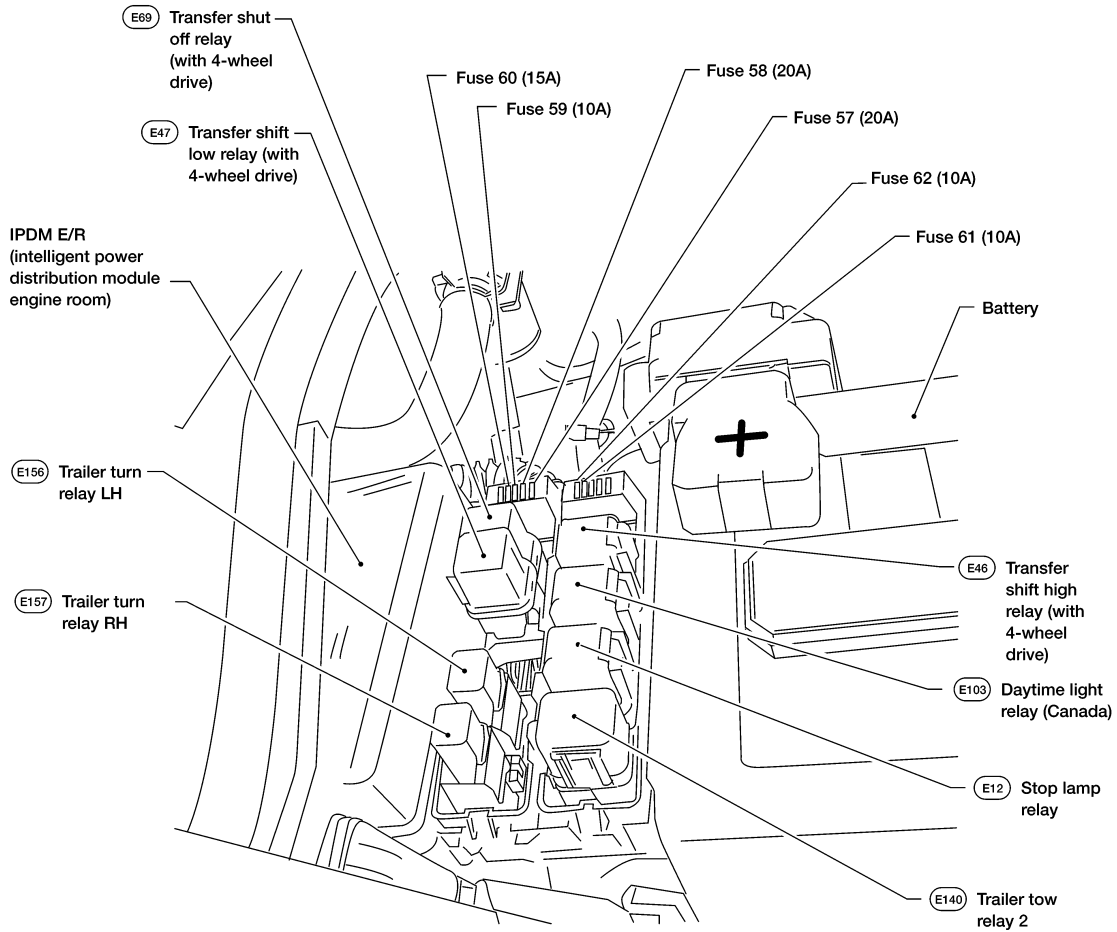 E69 Transfer shut
off relay
(with 4-wheel
drive)
Fuse 60 (15A)
Fuse 59 (10A)
Fuse 58 (20A)
Fuse 57 (20A)
Fuse 62 (10A)
Fuse 61 (10A)
E47 Transfer shift
low relay (with
4-wheel drive)
IPDM E/R
(intelligent power
distribution module
engine room)
Battery
E156 Trailer turn
relay LH
E157 Trailer turn
relay RH
E46 Transfer
shift high
relay (with
4-wheel
drive)
E103 Daytime light
relay (Canada)
E12 Stop lamp
relay
E140 Trailer tow
relay 2